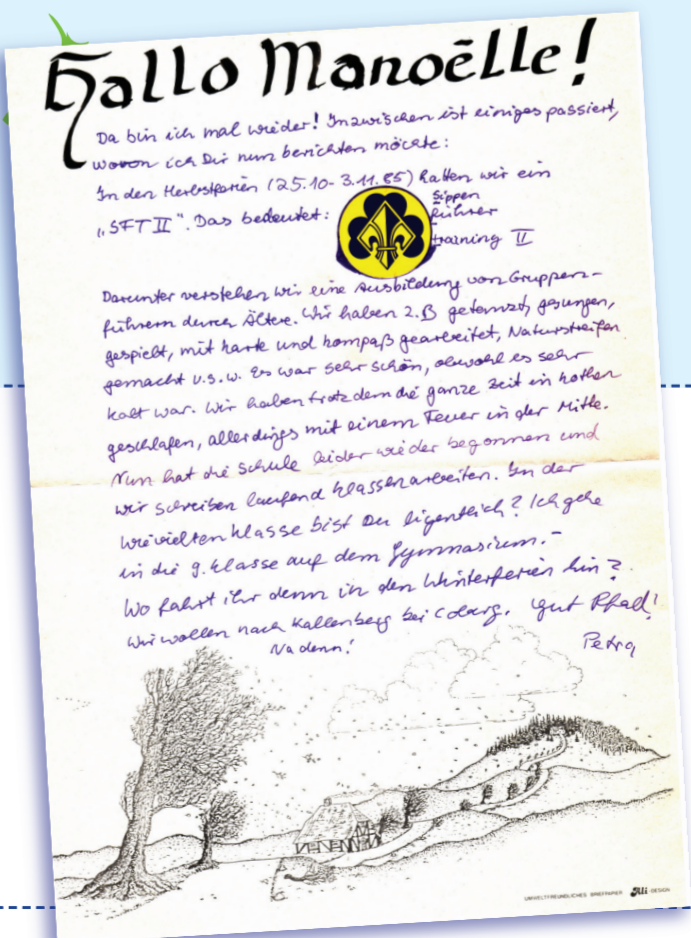 Hallo Manoëlle!
Da bin ich mal wieder! Inzwischen ist einiges passiert,
wovon ich Dir nun berichten möchte:
In den Herbstferien (25.10-3.11.85) hatten wir ein
„SFT II". Das bedeutet: Sippen
führer
training II
Darunter verstehen wir eine Ausbildung von Gruppen-
führern durch Ältere. Wir haben z.B getanzt, gesungen,
gespielt, mit Karte und Kompaß gearbeitet, Naturstreifen
gemacht u.s.w. Es war sehr schön, obwohl es sehr
kalt war. Wir haben trotzdem die ganze Zeit in Kothen
geschlafen, allerdings mit einem Feuer in der Mitte.
Nun hat die Schule leider wieder begonnen und
wir schreiben laufend Klassenarbeiten. In der
wievielten Klasse bist Du eigentlich? Ich gehe
in die 9. Klasse auf dem Gymnasium.-
Wo fahrt ihr denn in den Winterferien hin?
Wir wollen nach Kallenberg bei Coburg. Gut Pfad!
Na denn!
Petra
UMWELTFREUNDLICHES BRIEFPAPIER Alli DESIGN